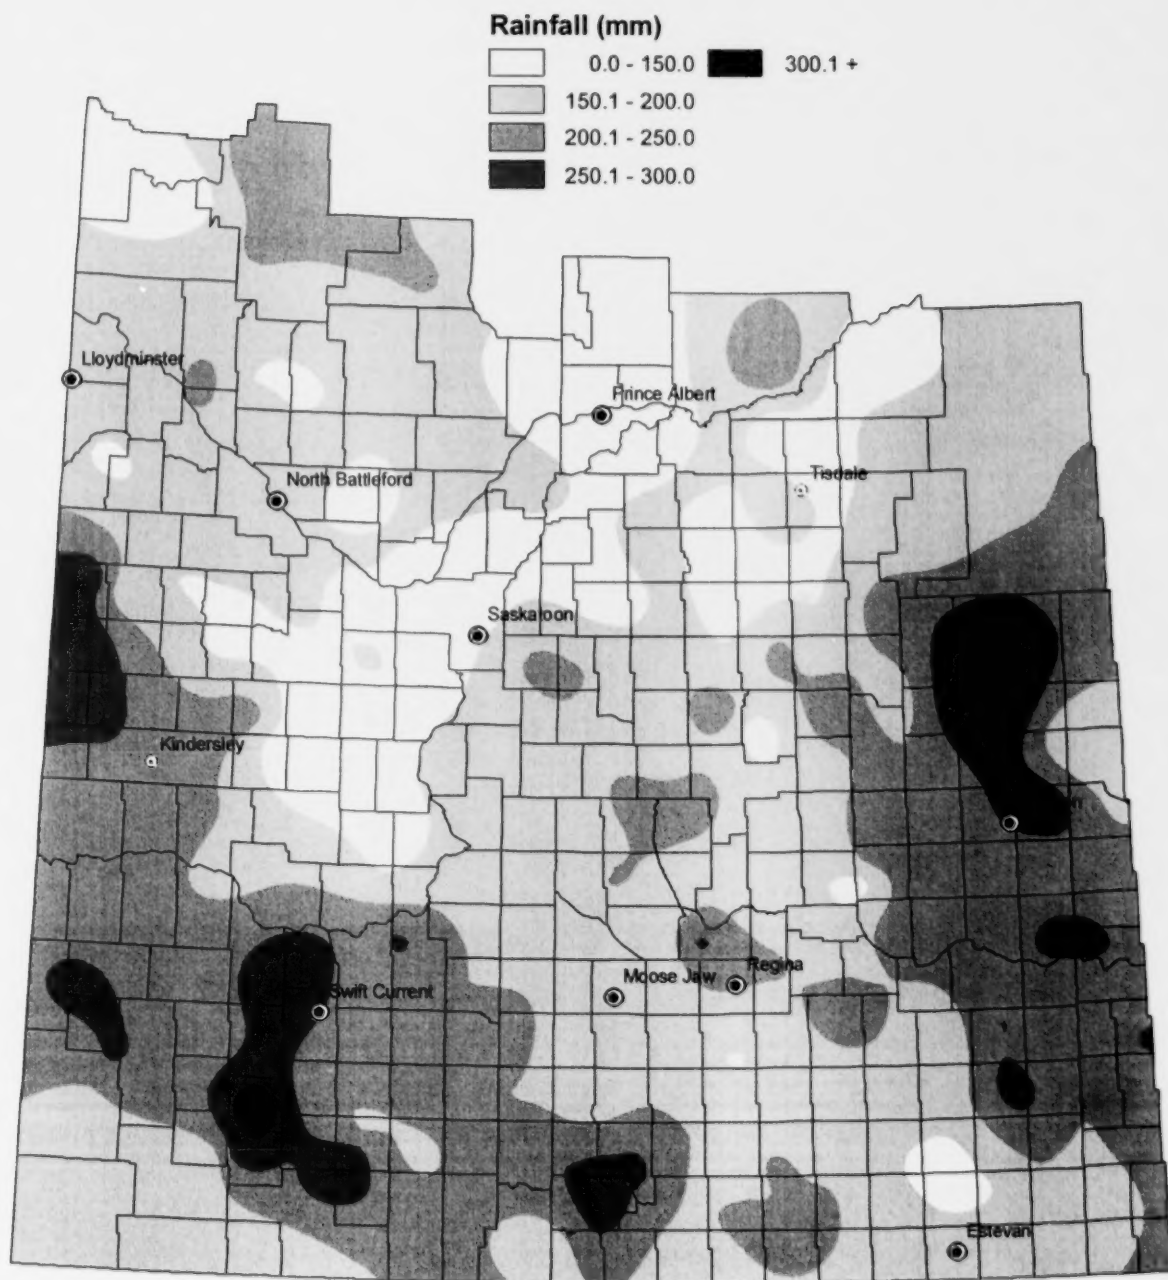 Rainfall (mm)
0.0 - 150.0
300.1 +
150.1 - 200.0
200.1 - 250.0
250.1 - 300.0
Lloydminster
Prince Albert
Tisdale
North Battleford
Saskatoon
Kindersley
Regina
Moose Jaw
Swift Current
Estevan